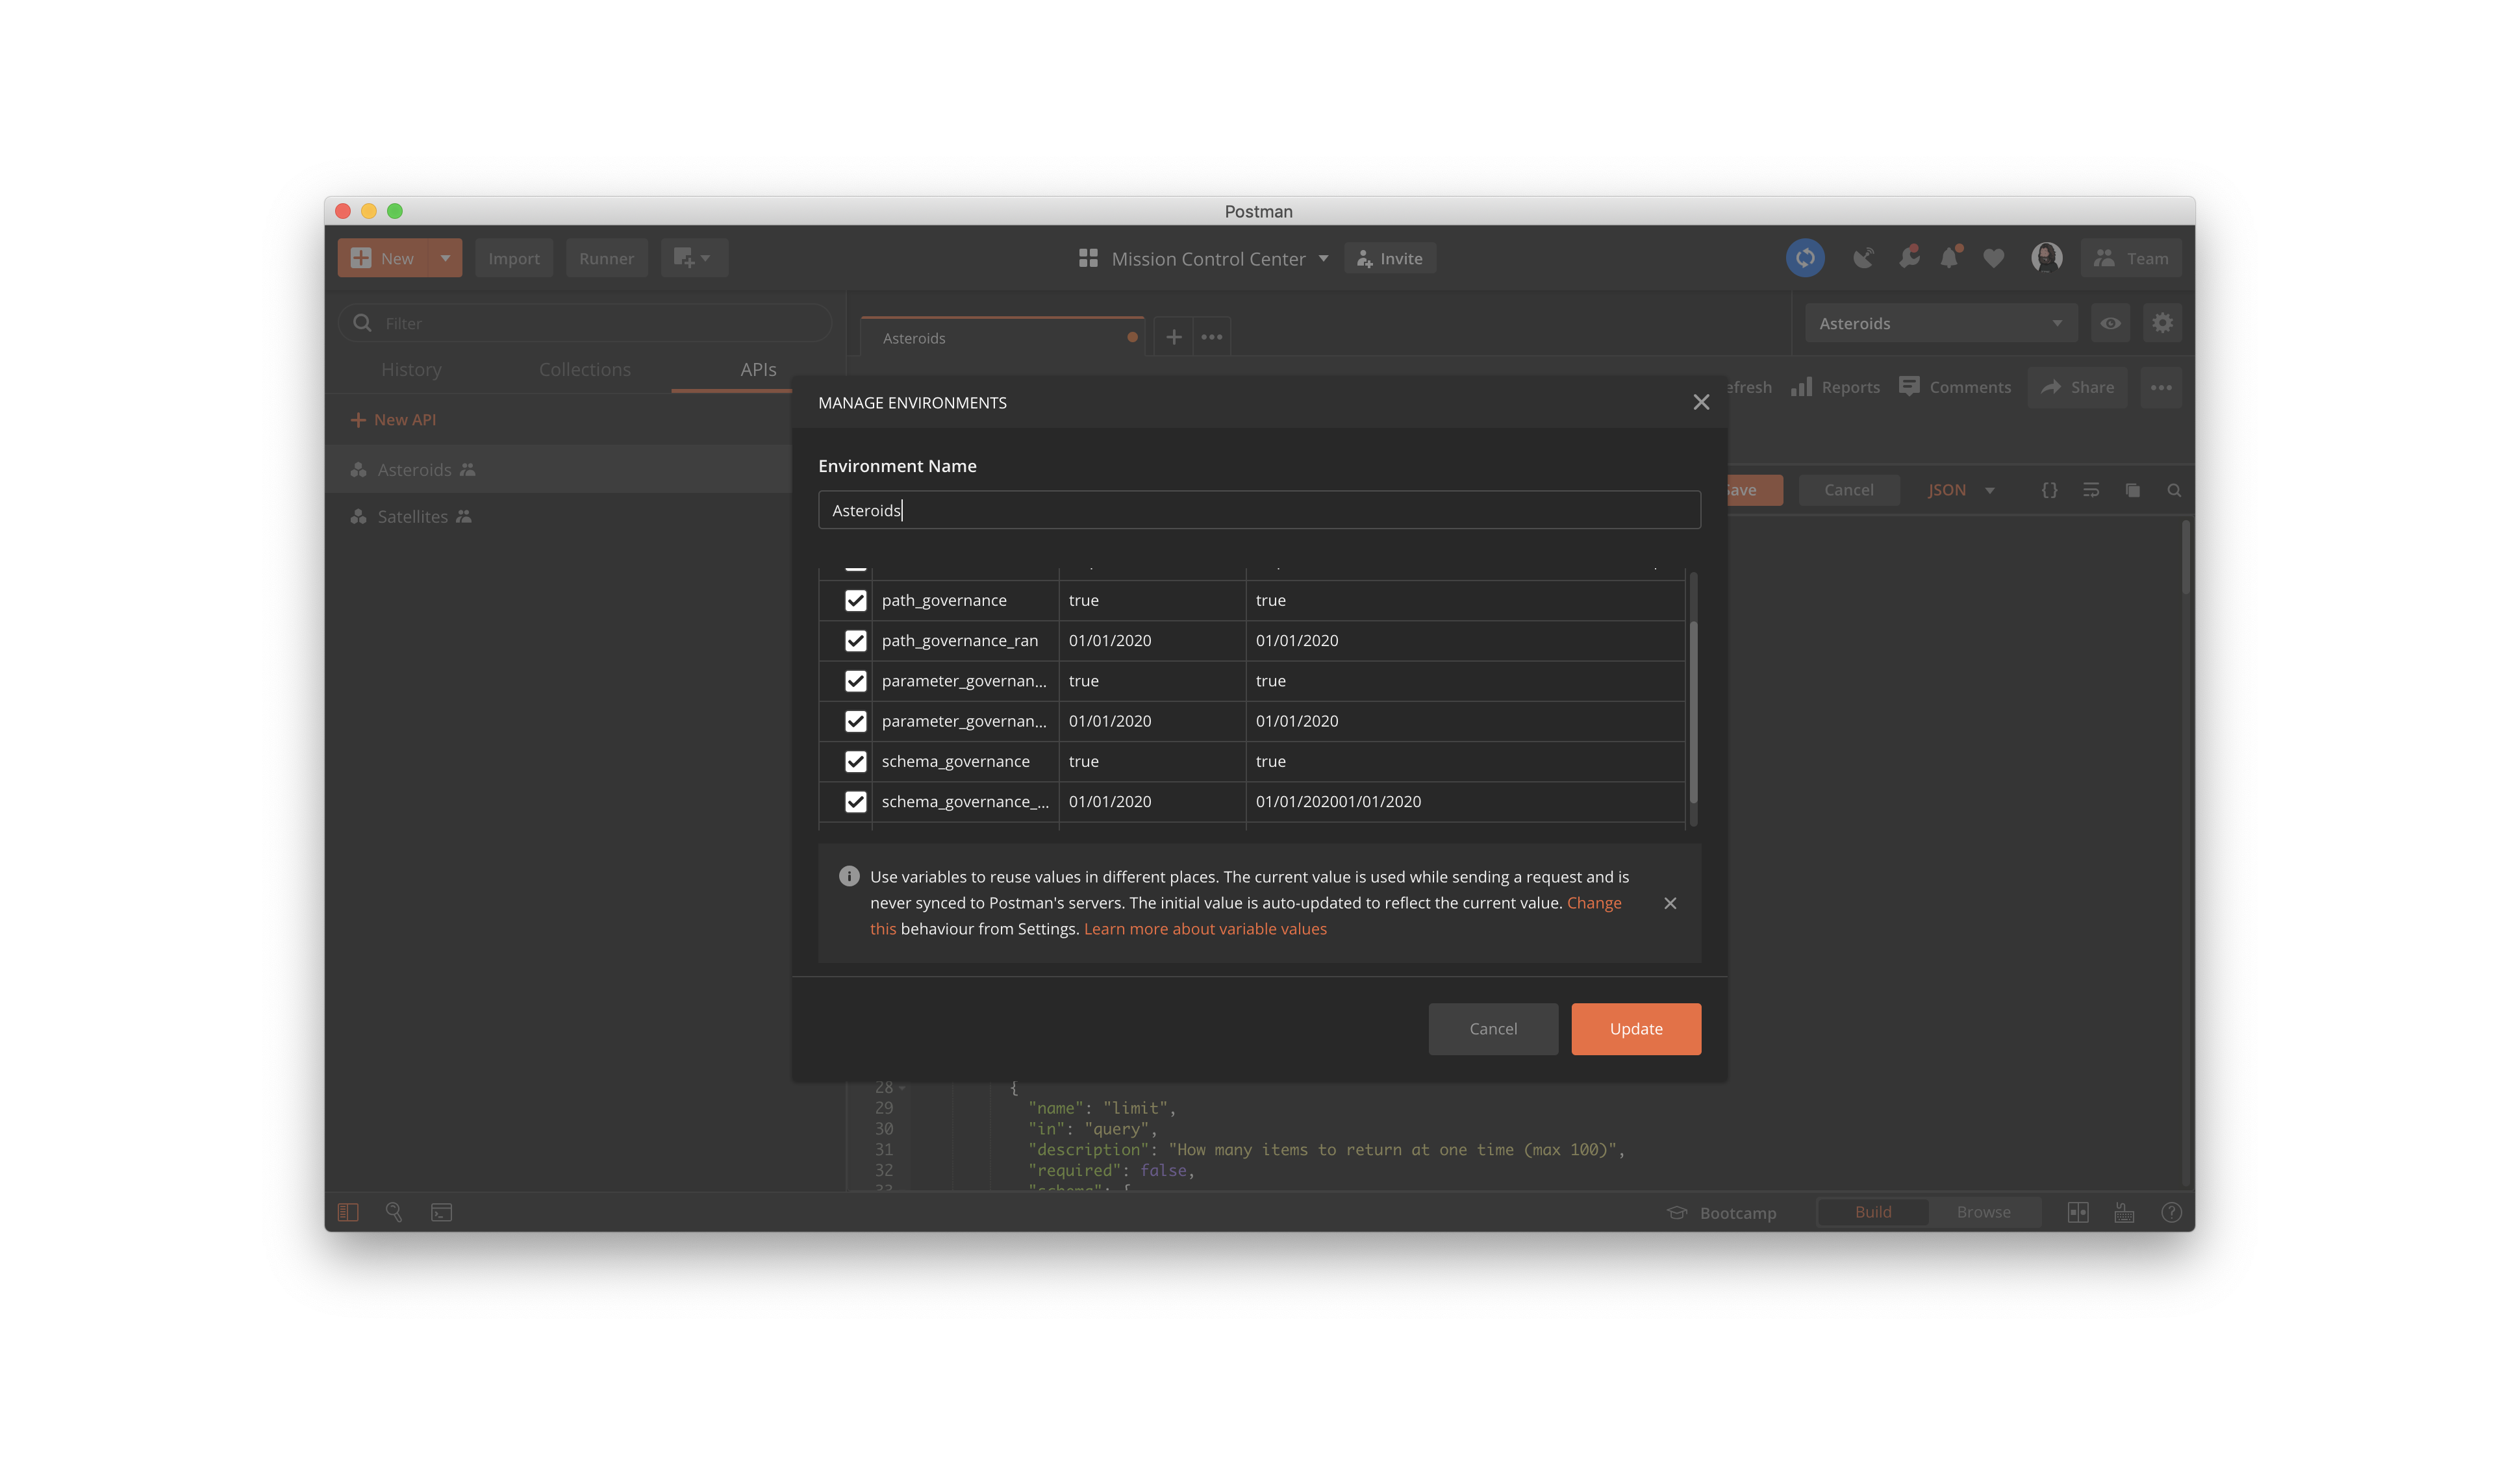 Postman
New
Import
Runner
Mission Control Center
Invite
Team
Filter
Asteroids
Asteroids
History
Collections
APIs
efresh
Reports
Comments
Share
New API
MANAGE ENVIRONMENTS
Asteroids
Satellites
Environment Name
Asteroids
ave
Cancel
JSON
path_governance true true
path_governance_ran 01/01/2020 01/01/2020
parameter_governan... true true
parameter_governan... 01/01/2020 01/01/2020
schema_governance true true
schema_governance_... 01/01/2020 01/01/202001/01/2020
Use variables to reuse values in different places. The current value is used while sending a request and is
never synced to Postman's servers. The initial value is auto-updated to reflect the current value. Change
this behaviour from Settings. Learn more about variable values
Cancel
Update
28 {
29 "name": "limit",
30 "in": "query",
31 "description": "How many items to return at one time (max 100)",
32 "required": false,
33 "schema": {
Bootcamp
Build
Browse